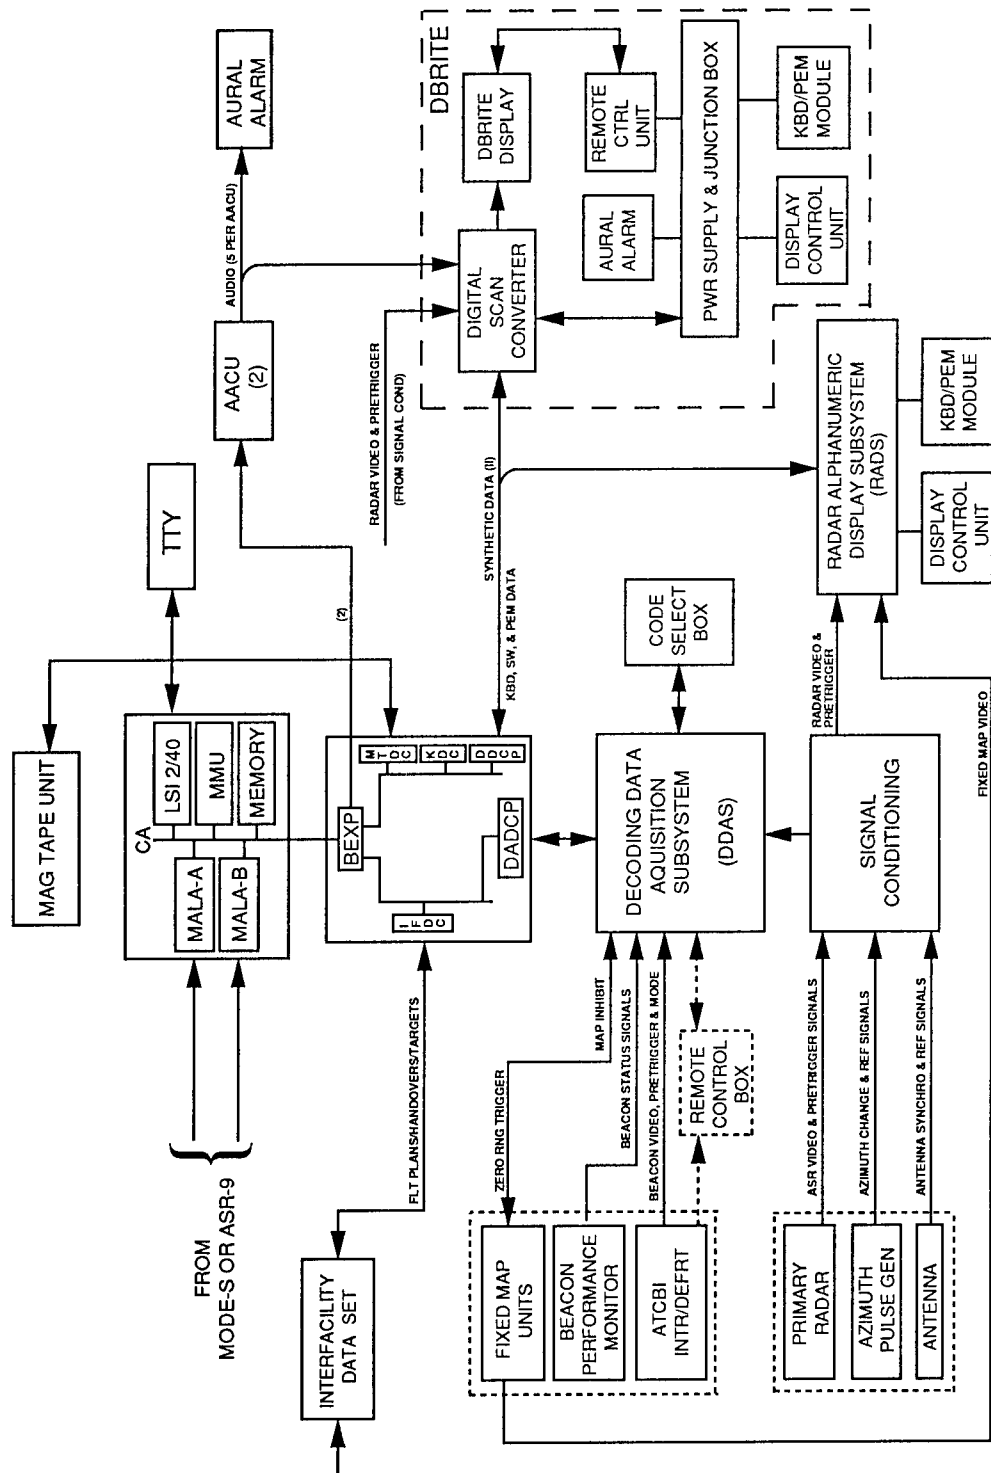 MAG TAPE UNIT
TTY
AURAL
ALARM
CA
LSI 2/40
MMU
MEMORY
MALA-A
MALA-B
FROM
MODE-S OR ASR-9
AACU
(2)
AUDIO (5 PER AACU)
(2)
INTERFACILITY
DATA SET
FLT PLANS/HANDOVERS/TARGETS
BEXP
MTDC
KDC
DDCP
IFDC
DADCP
RADAR VIDEO & PRETRIGGER
(FROM SIGNAL COND)
KBD, SW, & PEM DATA
SYNTHETIC DATA (II)
DBRITE
DIGITAL
SCAN
CONVERTER
DBRITE
DISPLAY
AURAL
ALARM
REMOTE
CTRL
UNIT
PWR SUPPLY & JUNCTION BOX
DISPLAY
CONTROL
UNIT
KBD/PEM
MODULE
FIXED MAP
UNITS
BEACON
PERFORMANCE
MONITOR
ATCBI
INTR/DEFRT
ZERO RNG TRIGGER
MAP INHIBIT
BEACON STATUS SIGNALS
BEACON VIDEO, PRETRIGGER & MODE
REMOTE
CONTROL
BOX
DECODING DATA
AQUISITION
SUBSYSTEM
(DDAS)
CODE
SELECT
BOX
PRIMARY
RADAR
AZIMUTH
PULSE GEN
ANTENNA
ASR VIDEO & PRETRIGGER SIGNALS
AZIMUTH CHANGE & REF SIGNALS
ANTENNA SYNCHRO & REF SIGNALS
SIGNAL
CONDITIONING
RADAR VIDEO &
PRETRIGGER
FIXED MAP VIDEO
RADAR ALPHANUMERIC
DISPLAY SUBSYSTEM
(RADS)
DISPLAY
CONTROL
UNIT
KBD/PEM
MODULE